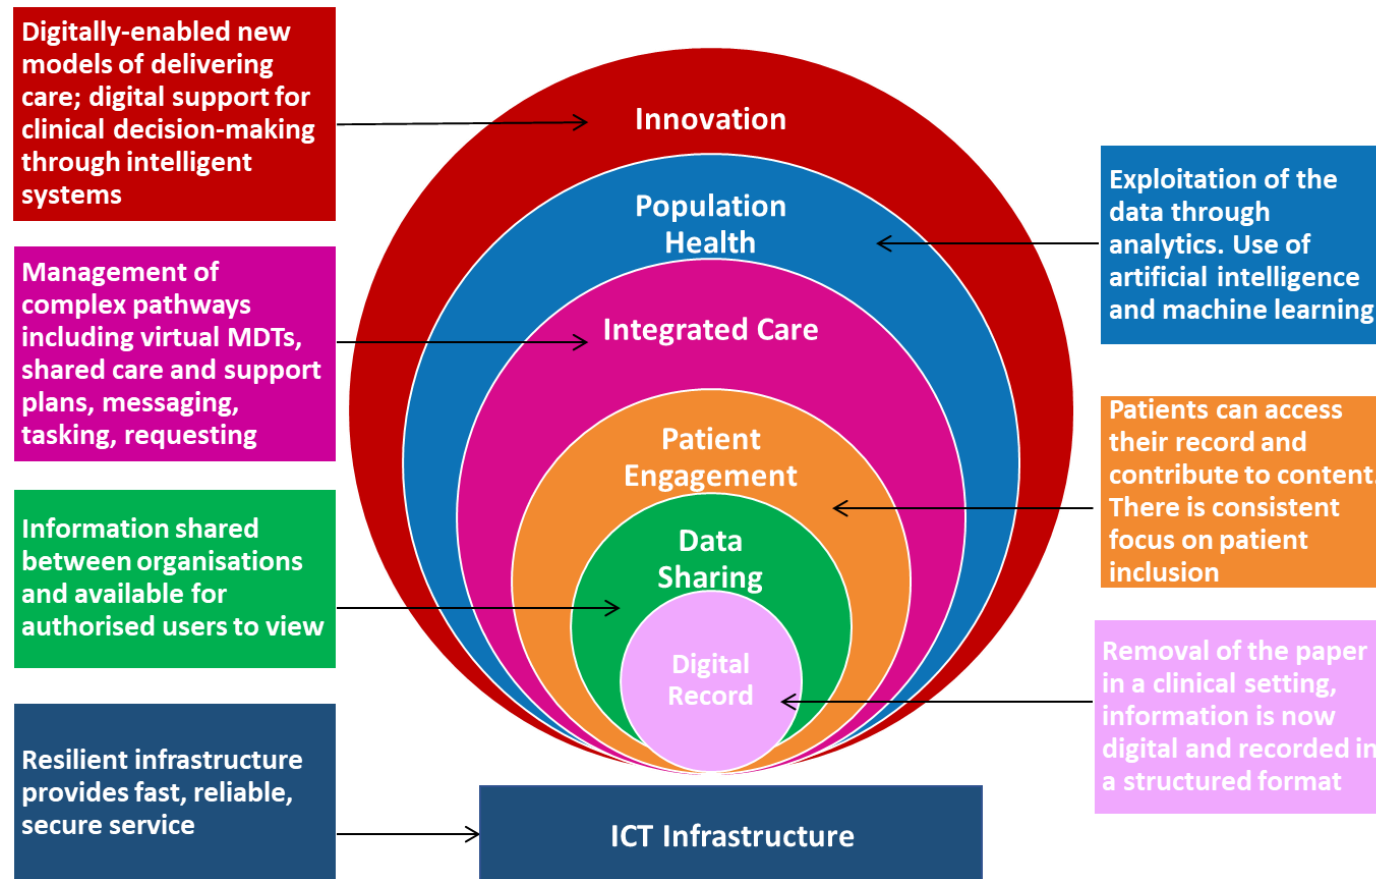 Digitally-enabled new
models of delivering
care; digital support for
clinical decision-making
through intelligent
systems
Management of
complex pathways
including virtual MDTs,
shared care and support
plans, messaging,
tasking, requesting
Information shared
between organisations
and available for
authorised users to view
Resilient infrastructure
provides fast, reliable,
secure service
Innovation
Population
Health
Integrated Care
Patient
Engagement
Data
Sharing
Digital
Record
ICT Infrastructure
Exploitation of the
data through
analytics. Use of
artificial intelligence
and machine learning
Patients can access
their record and
contribute to content.
There is consistent
focus on patient
inclusion
Removal of the paper
in a clinical setting,
information is now
digital and recorded in
a structured format